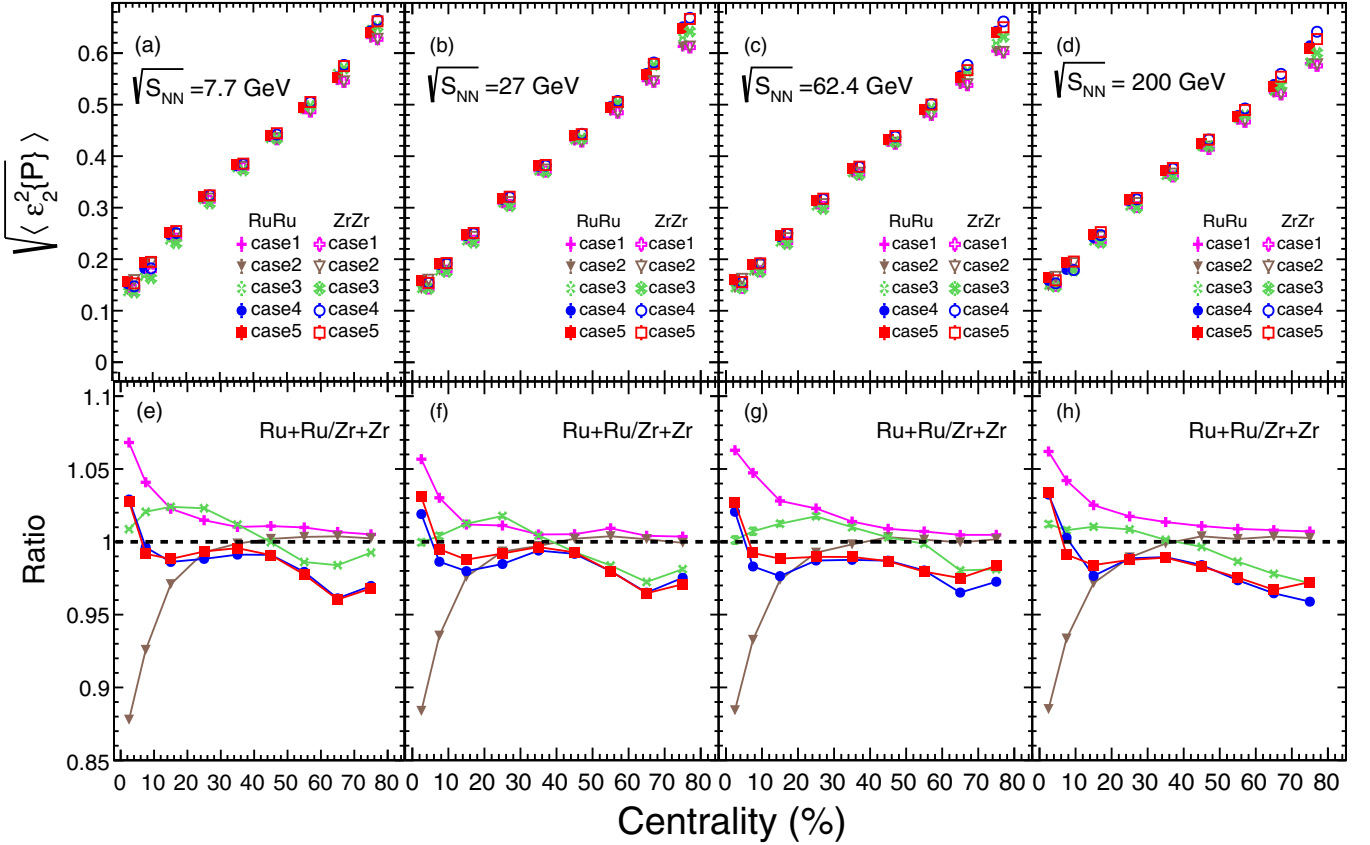 √⟨ ε₂²{P} ⟩
0.6
0.5
0.4
0.3
0.2
0.1
0
(a)
√S_NN =7.7 GeV
RuRu ZrZr
case1 case1
case2 case2
case3 case3
case4 case4
case5 case5
(b)
√S_NN =27 GeV
RuRu ZrZr
case1 case1
case2 case2
case3 case3
case4 case4
case5 case5
(c)
√S_NN =62.4 GeV
RuRu ZrZr
case1 case1
case2 case2
case3 case3
case4 case4
case5 case5
(d)
√S_NN = 200 GeV
RuRu ZrZr
case1 case1
case2 case2
case3 case3
case4 case4
case5 case5
Ratio
1.1
1.05
1
0.95
0.9
0.85
(e)
Ru+Ru/Zr+Zr
(f)
Ru+Ru/Zr+Zr
(g)
Ru+Ru/Zr+Zr
(h)
Ru+Ru/Zr+Zr
0 10 20 30 40 50 60 70 80
0 10 20 30 40 50 60 70 80
0 10 20 30 40 50 60 70 80
0 10 20 30 40 50 60 70 80
Centrality (%)